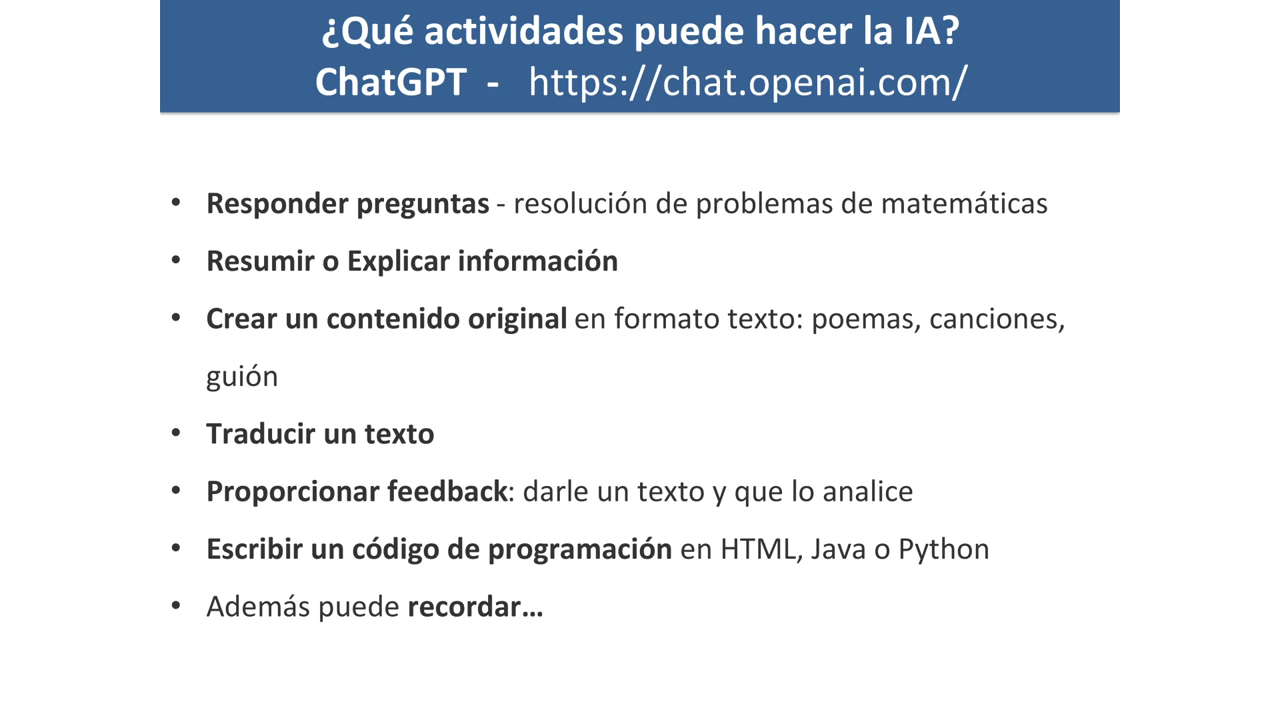 ¿Qué actividades puede hacer la IA?
ChatGPT - https://chat.openai.com/
• Responder preguntas - resolución de problemas de matemáticas
• Resumir o Explicar información
• Crear un contenido original en formato texto: poemas, canciones,
guión
• Traducir un texto
• Proporcionar feedback: darle un texto y que lo analice
• Escribir un código de programación en HTML, Java o Python
• Además puede recordar...